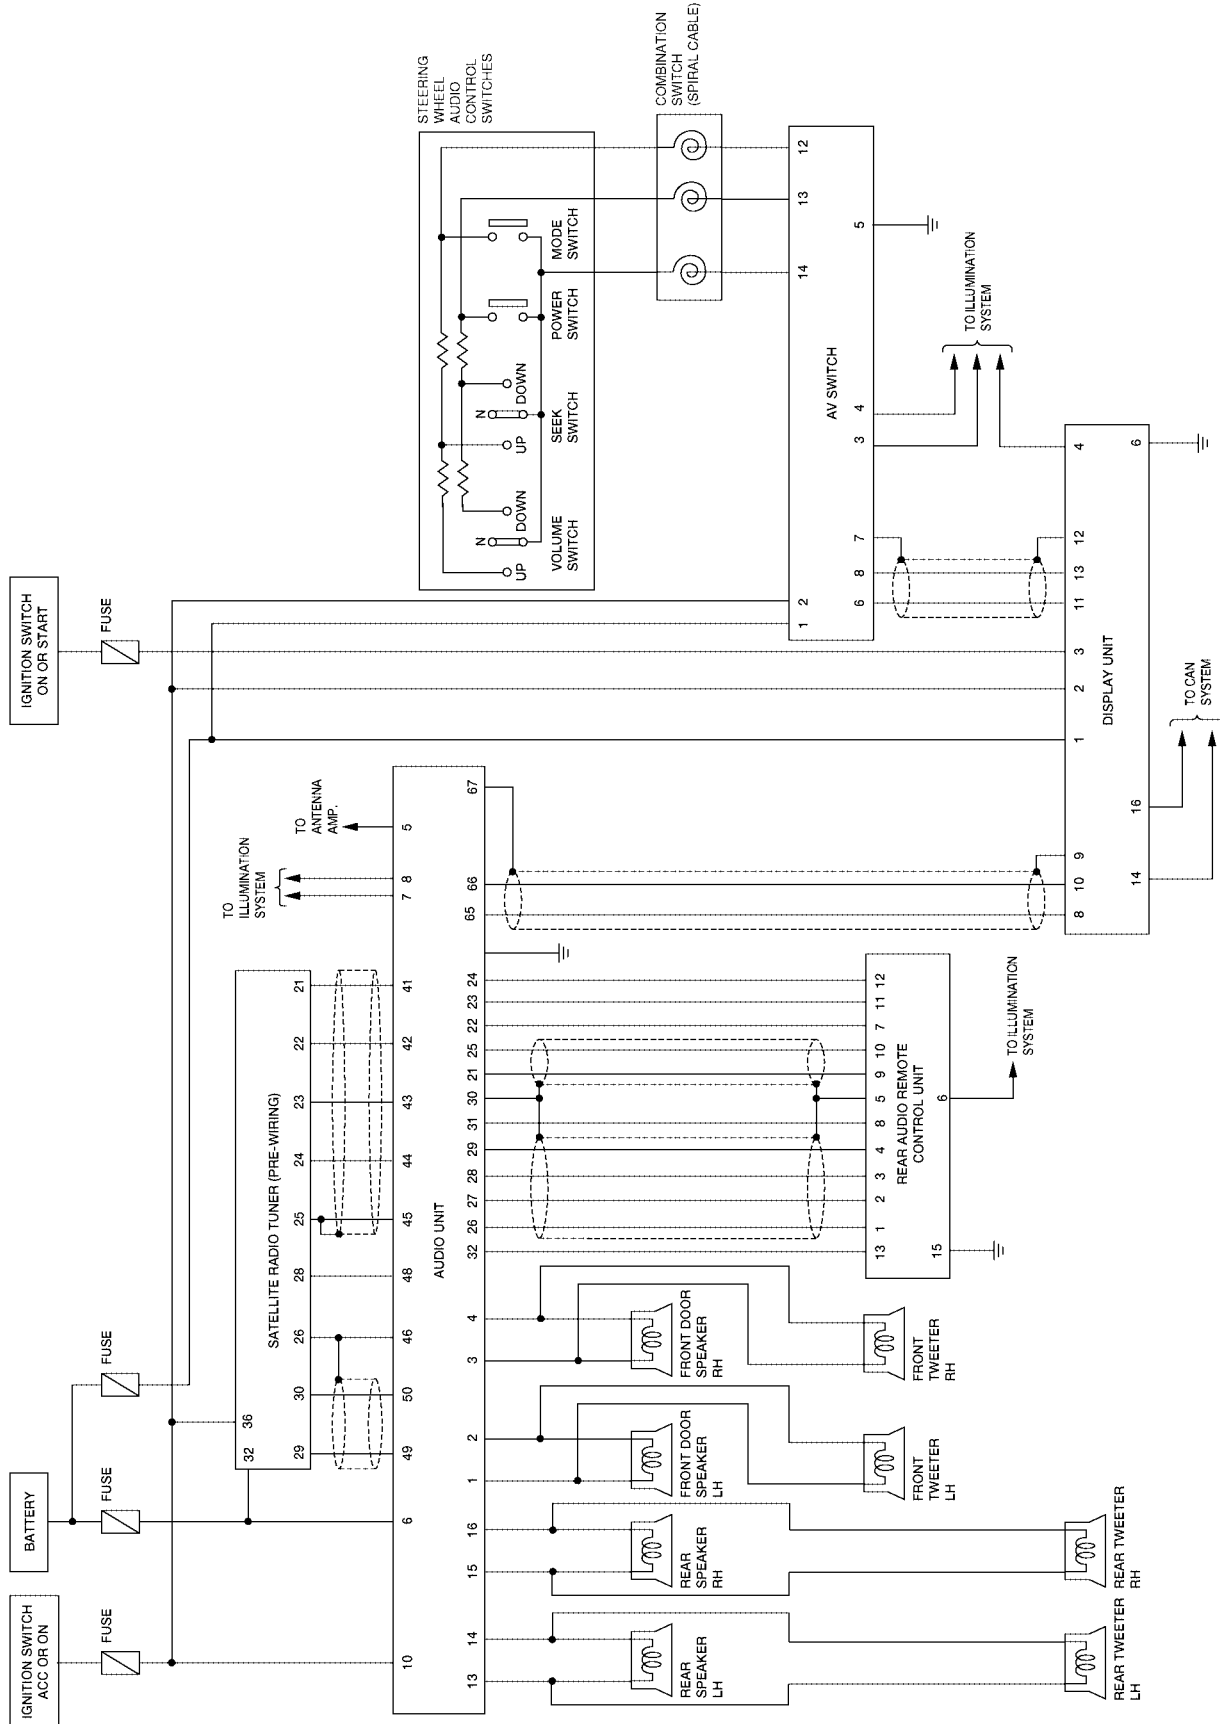 IGNITION SWITCH
ACC OR ON
FUSE
BATTERY
FUSE
FUSE
IGNITION SWITCH
ON OR START
FUSE
SATELLITE RADIO TUNER (PRE-WIRING)
32
36
29
30
26
28
25
24
23
22
21
TO
ILLUMINATION
SYSTEM
TO
ANTENNA
AMP.
AUDIO UNIT
10
6
49
50
46
48
45
44
43
42
41
7
8
5
13
14
15
16
1
2
3
4
32
26
27
28
29
31
30
21
25
22
23
24
65
66
67
REAR
SPEAKER
LH
REAR
SPEAKER
RH
FRONT DOOR
SPEAKER
LH
FRONT DOOR
SPEAKER
RH
FRONT
TWEETER
LH
FRONT
TWEETER
RH
REAR TWEETER
LH
REAR TWEETER
RH
REAR AUDIO REMOTE
CONTROL UNIT
13
1
2
3
4
8
5
9
10
7
11
12
15
6
TO ILLUMINATION
SYSTEM
STEERING
WHEEL
AUDIO
CONTROL
SWITCHES
UP
N
DOWN
VOLUME
SWITCH
UP
N
DOWN
SEEK
SWITCH
POWER
SWITCH
MODE
SWITCH
COMBINATION
SWITCH
(SPIRAL CABLE)
AV SWITCH
1
2
14
13
12
6
8
7
3
4
5
TO ILLUMINATION
SYSTEM
DISPLAY UNIT
8
10
9
1
2
3
11
13
12
4
14
16
6
TO CAN
SYSTEM